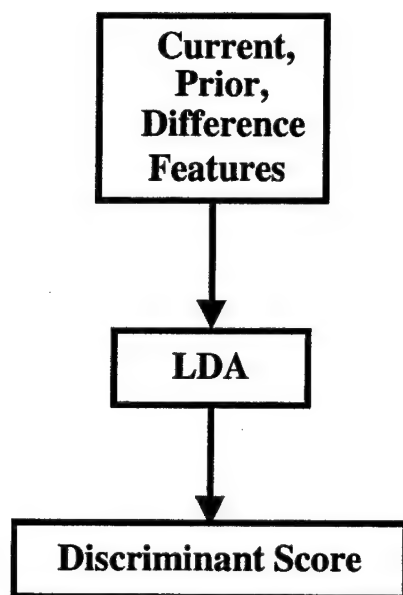 Current,
Prior,
Difference
Features
LDA
Discriminant Score